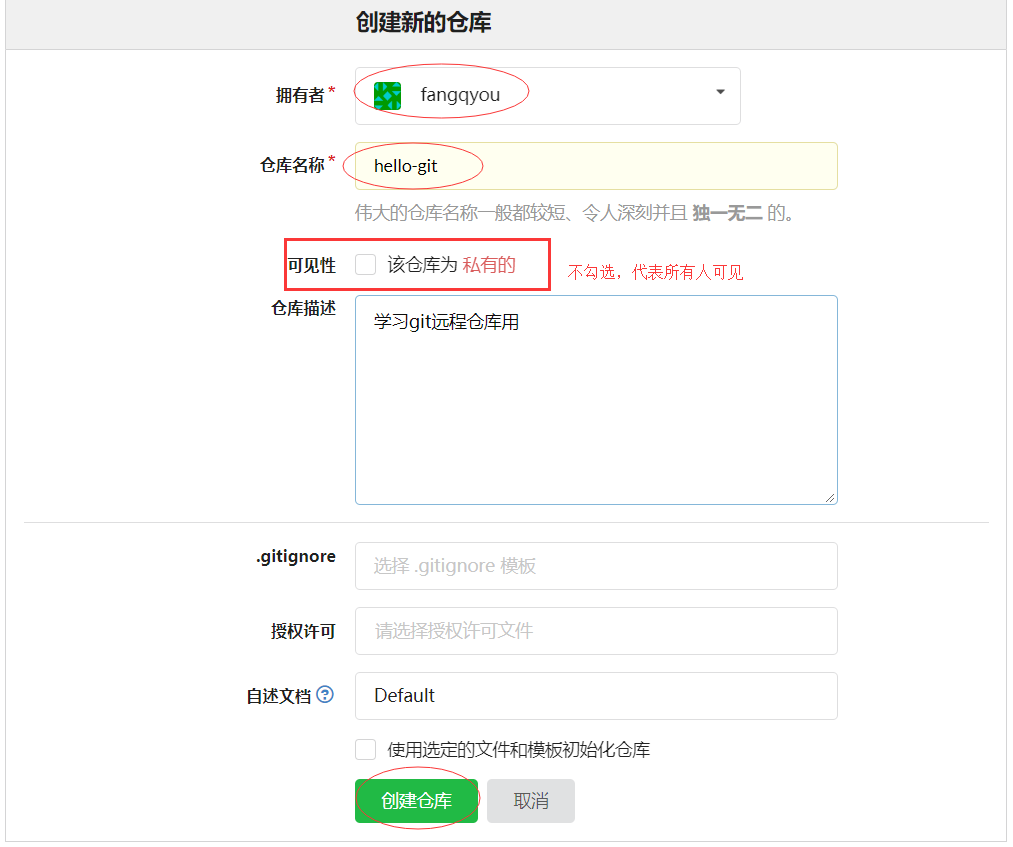 创建新的仓库
拥有者* fangqyou
仓库名称* hello-git
伟大的仓库名称一般都较短、令人深刻并且 独一无二 的。
可见性 该仓库为 私有的 不勾选，代表所有人可见
仓库描述 学习git远程仓库用
.gitignore 选择 .gitignore 模板
授权许可 请选择授权许可文件
自述文档 ? Default
使用选定的文件和模板初始化仓库
创建仓库 取消